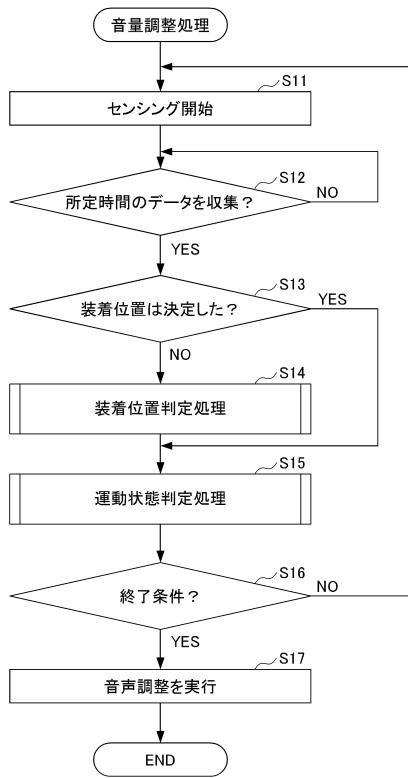 音量調整処理
S11
センシング開始
S12
所定時間のデータを収集？
NO
YES
S13
装着位置は決定した？
YES
NO
S14
装着位置判定処理
S15
運動状態判定処理
S16
終了条件？
NO
YES
S17
音声調整を実行
END